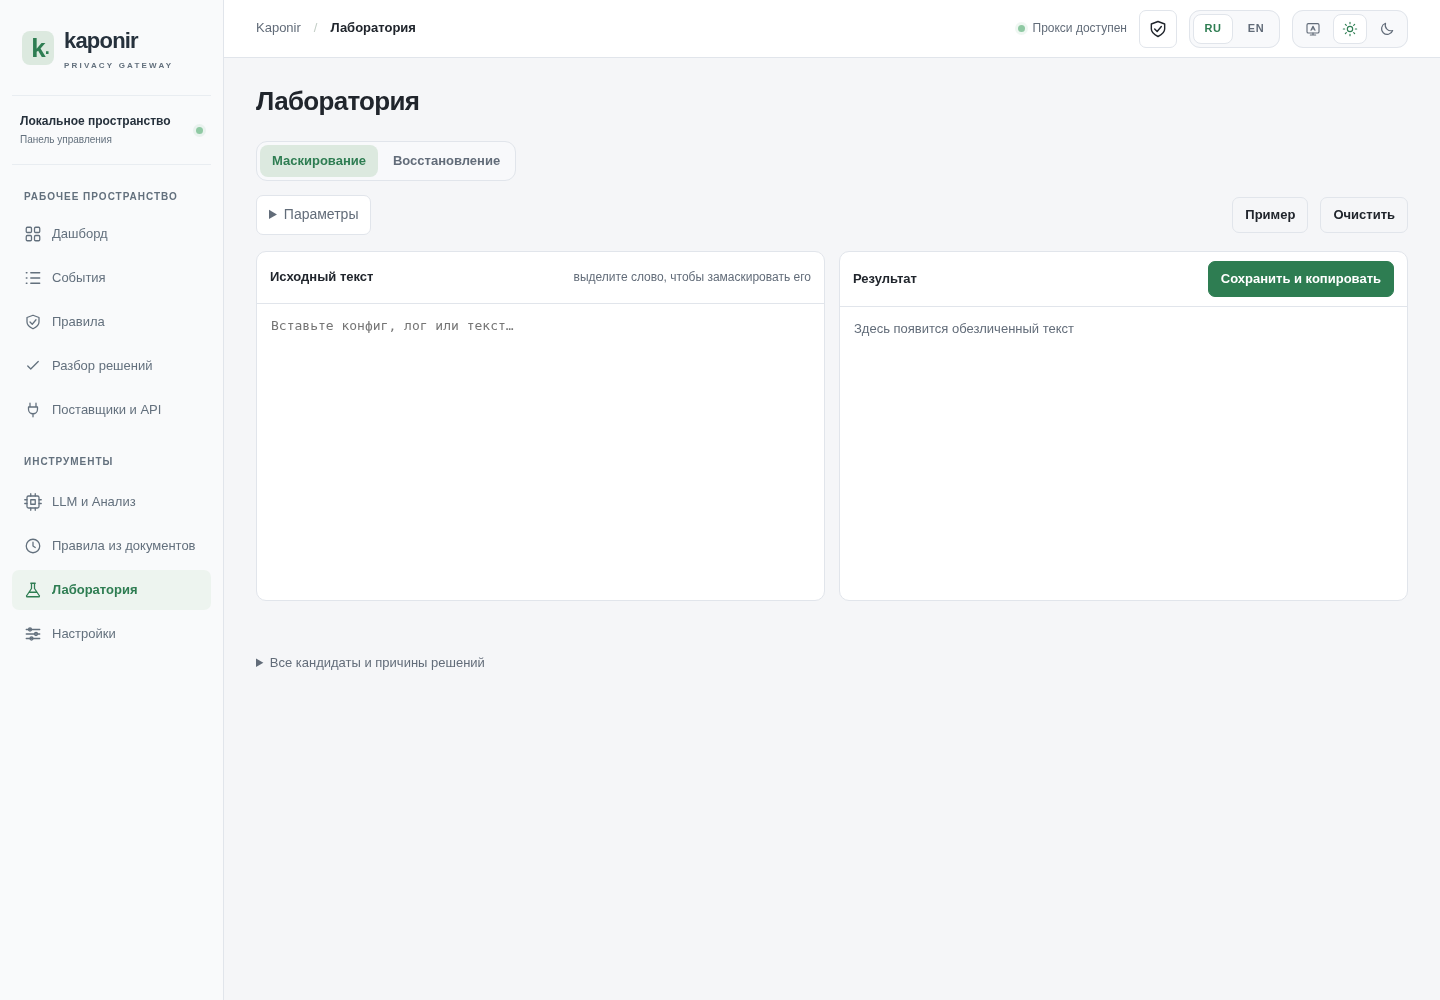 k.
kaponir
PRIVACY GATEWAY
Локальное пространство
Панель управления
РАБОЧЕЕ ПРОСТРАНСТВО
Дашборд
События
Правила
Разбор решений
Поставщики и API
ИНСТРУМЕНТЫ
LLM и Анализ
Правила из документов
Лаборатория
Настройки
Kaponir / Лаборатория
Прокси доступен
RU EN
Лаборатория
Маскирование Восстановление
Параметры
Пример Очистить
Исходный текст выделите слово, чтобы замаскировать его
Вставьте конфиг, лог или текст…
Результат Сохранить и копировать
Здесь появится обезличенный текст
Все кандидаты и причины решений